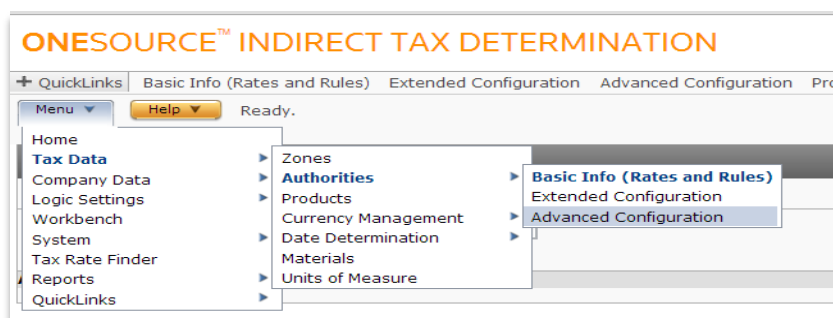 ONESOURCE™ INDIRECT TAX DETERMINATION
+ QuickLinks Basic Info (Rates and Rules) Extended Configuration Advanced Configuration Pro
Menu ▼ Help ▼ Ready.
Home
Tax Data
Company Data
Logic Settings
Workbench
System
Tax Rate Finder
Reports
QuickLinks
Zones
Authorities
Products
Currency Management
Date Determination
Materials
Units of Measure
Basic Info (Rates and Rules)
Extended Configuration
Advanced Configuration